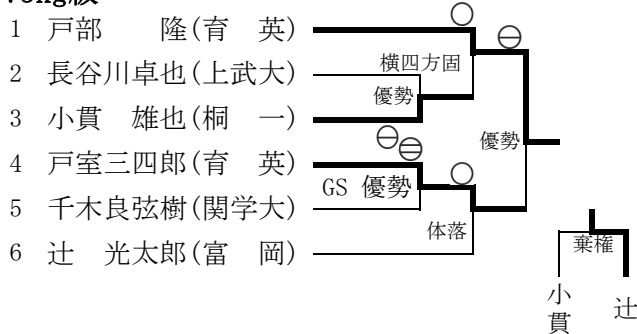 1 戸部 隆(育 英)
2 長谷川卓也(上武大)
3 小貫 雄也(桐 一)
4 戸室三四郎(育 英)
5 千木良弦樹(関学大)
6 辻 光太郎(富 岡)
横四方固
優勢
優勢
GS 優勢
体落
棄権
小貫
辻